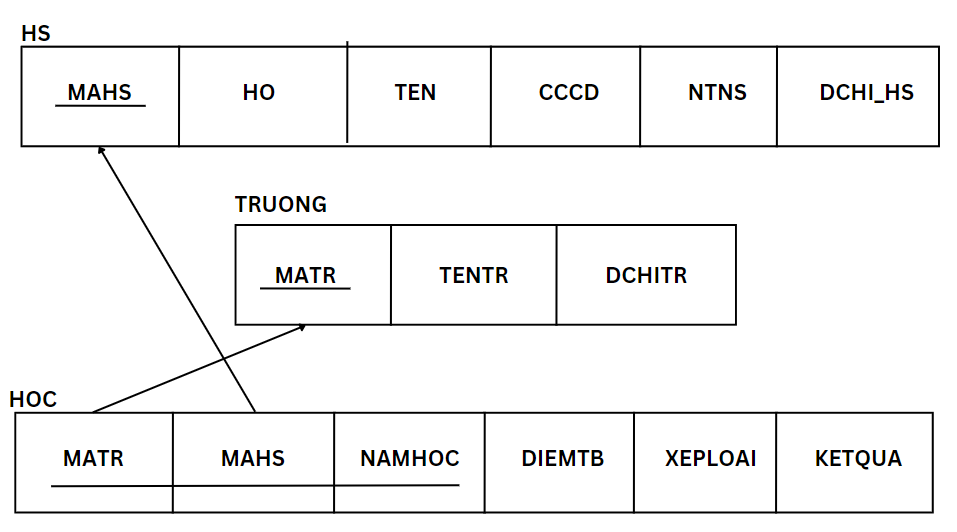 HS
MAHS HO TEN CCCD NTNS DCHI_HS
TRUONG
MATR TENTR DCHITR
HOC
MATR MAHS NAMHOC DIEMTB XEPLOAI KETQUA